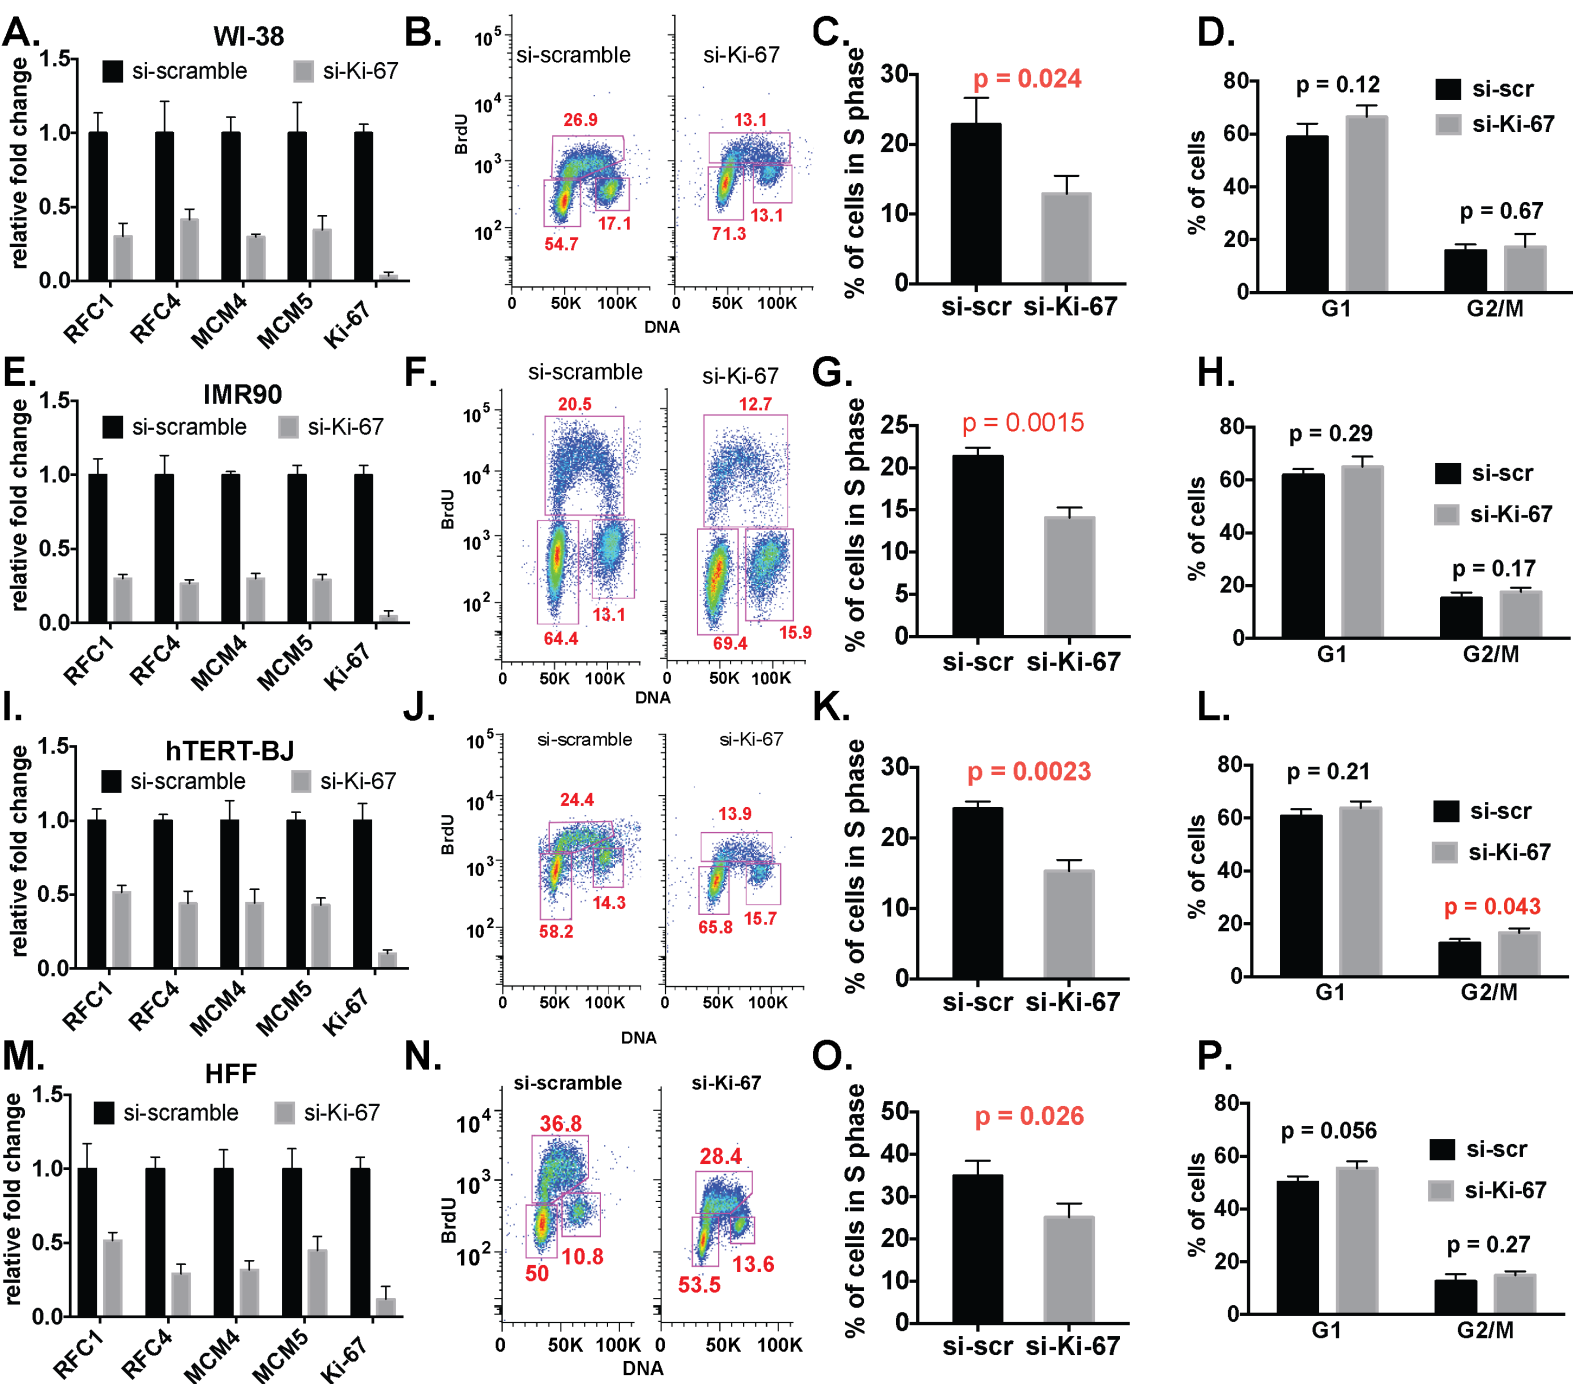 A.
WI-38
relative fold change
1.5
1.0
0.5
0.0
si-scramble
si-Ki-67
RFC1
RFC4
MCM4
MCM5
Ki-67
B.
si-scramble
si-Ki-67
BrdU
10^5
10^4
10^3
10^2
26.9
54.7
17.1
13.1
71.3
13.1
0 50K 100K
0 50K 100K
DNA
C.
% of cells in S phase
30
20
10
0
p = 0.024
si-scr si-Ki-67
D.
% of cells
80
60
40
20
0
p = 0.12
p = 0.67
si-scr
si-Ki-67
G1 G2/M
E.
IMR90
relative fold change
1.5
1.0
0.5
0.0
si-scramble
si-Ki-67
RFC1
RFC4
MCM4
MCM5
Ki-67
F.
si-scramble
si-Ki-67
BrdU
10^5
10^4
10^3
10^2
20.5
64.4
13.1
12.7
69.4
15.9
0 50K 100K
0 50K 100K
DNA
G.
% of cells in S phase
25
20
15
10
5
0
p = 0.0015
si-scr si-Ki-67
H.
% of cells
80
60
40
20
0
p = 0.29
p = 0.17
si-scr
si-Ki-67
G1 G2/M
I.
hTERT-BJ
relative fold change
1.5
1.0
0.5
0.0
si-scramble
si-Ki-67
RFC1
RFC4
MCM4
MCM5
Ki-67
J.
si-scramble
si-Ki-67
BrdU
10^5
10^4
10^3
10^2
24.4
58.2
14.3
13.9
65.8
15.7
0 50K 100K
0 50K 100K
DNA
K.
% of cells in S phase
30
20
10
0
p = 0.0023
si-scr si-Ki-67
L.
% of cells
80
60
40
20
0
p = 0.21
p = 0.043
si-scr
si-Ki-67
G1 G2/M
M.
HFF
relative fold change
1.5
1.0
0.5
0.0
si-scramble
si-Ki-67
RFC1
RFC4
MCM4
MCM5
Ki-67
N.
si-scramble
si-Ki-67
BrdU
10^4
10^3
10^2
36.8
50
10.8
28.4
53.5
13.6
0 50K 100K
0 50K 100K
DNA
O.
% of cells in S phase
50
40
30
20
10
0
p = 0.026
si-scr si-Ki-67
P.
% of cells
80
60
40
20
0
p = 0.056
p = 0.27
si-scr
si-Ki-67
G1 G2/M